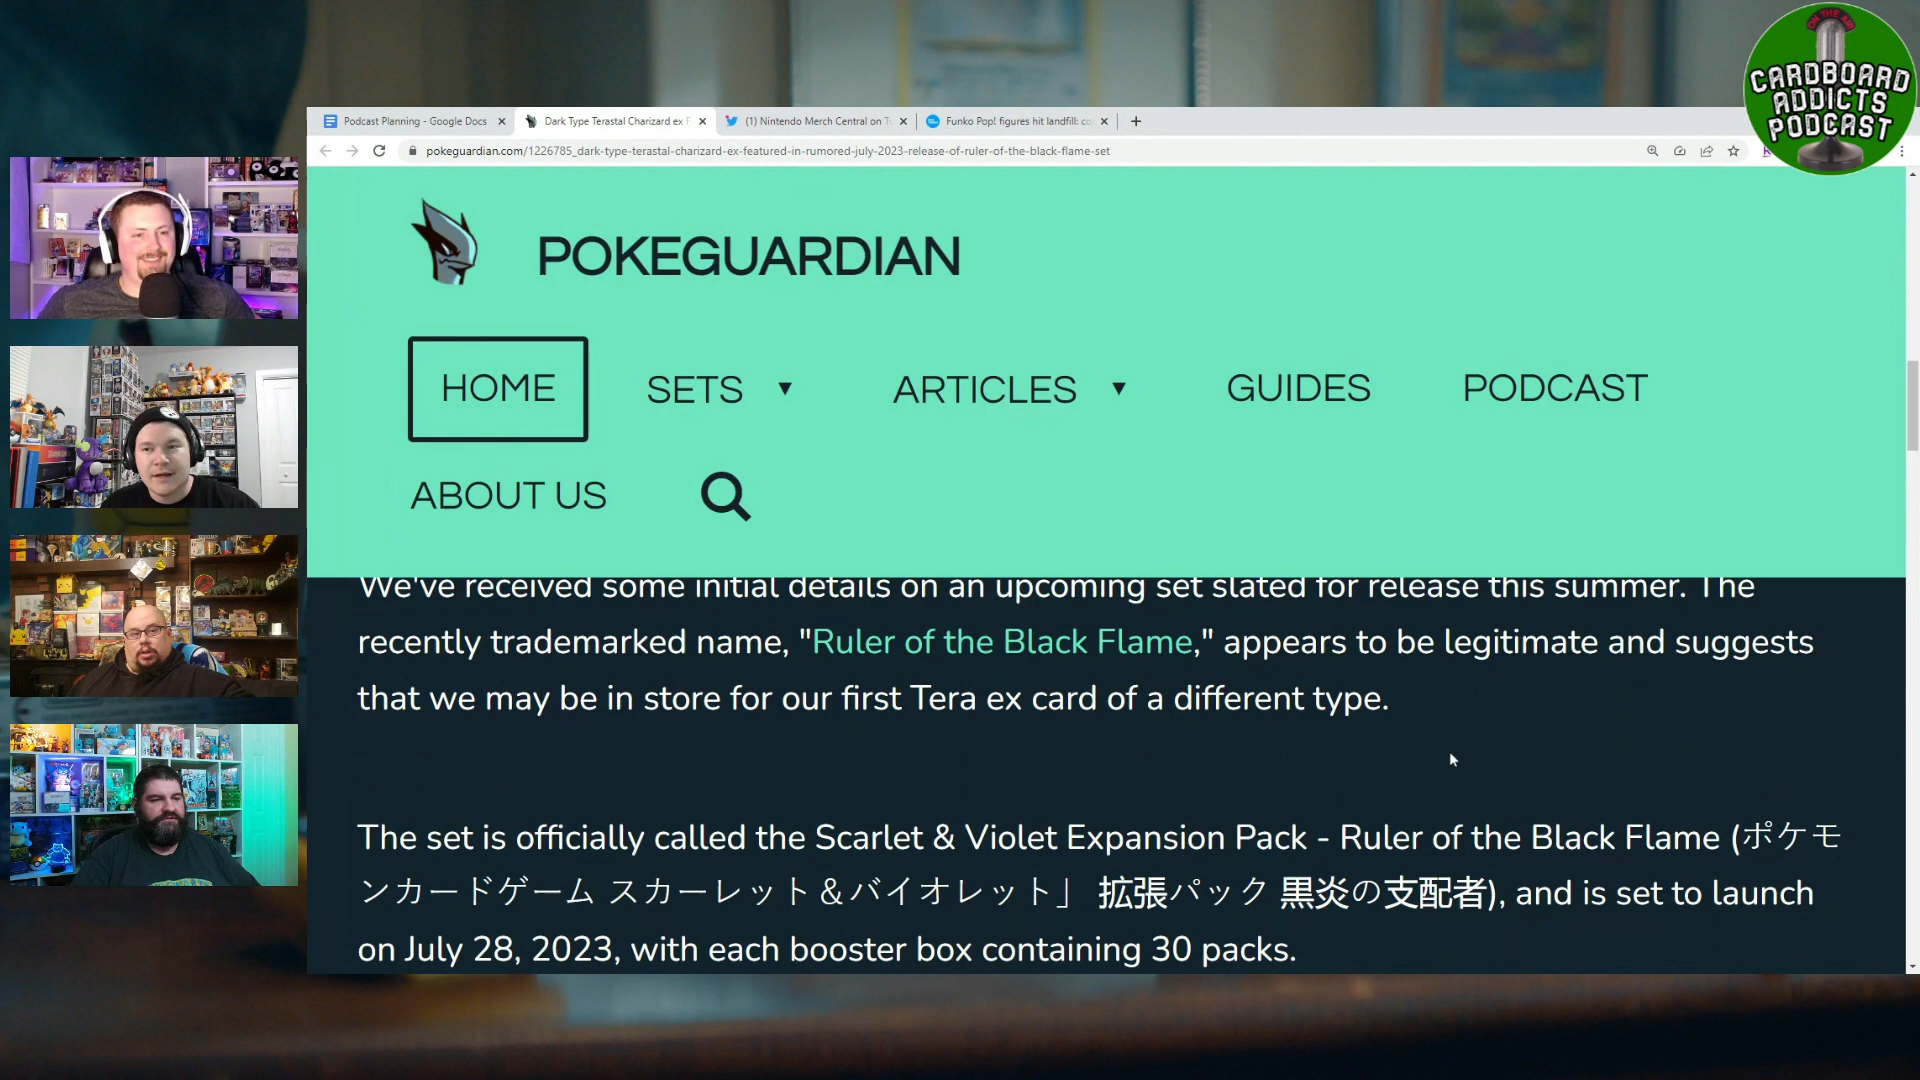 Podcast Planning - Google Docs
Dark Type Terastal Charizard ex F
(1) Nintendo Merch Central on T
Funko Pop! figures hit landfill: co
pokeguardian.com/1226785_dark-type-terastal-charizard-ex-featured-in-rumored-july-2023-release-of-ruler-of-the-black-flame-set
ON THE AIR
CARDBOARD
ADDICTS
PODCAST
POKEGUARDIAN
HOME SETS ARTICLES GUIDES PODCAST
ABOUT US
We've received some initial details on an upcoming set slated for release this summer. The
recently trademarked name, "Ruler of the Black Flame," appears to be legitimate and suggests
that we may be in store for our first Tera ex card of a different type.
The set is officially called the Scarlet & Violet Expansion Pack - Ruler of the Black Flame (ポケモ
ンカードゲーム スカーレット＆バイオレット」 拡張パック 黒炎の支配者), and is set to launch
on July 28, 2023, with each booster box containing 30 packs.